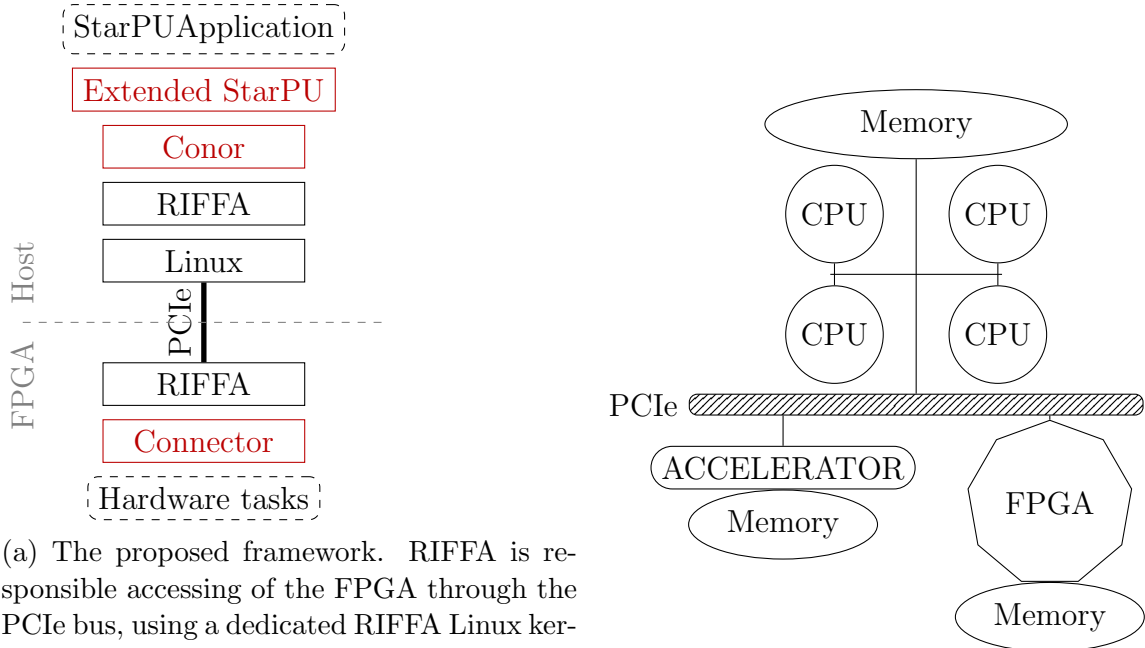 StarPUApplication
Extended StarPU
Conor
RIFFA
Linux
Host
PCIe
FPGA
RIFFA
Connector
Hardware tasks
(a) The proposed framework. RIFFA is re-
sponsible accessing of the FPGA through the
PCIe bus, using a dedicated RIFFA Linux ker-
Memory
CPU CPU
CPU CPU
PCIe
ACCELERATOR
Memory
FPGA
Memory